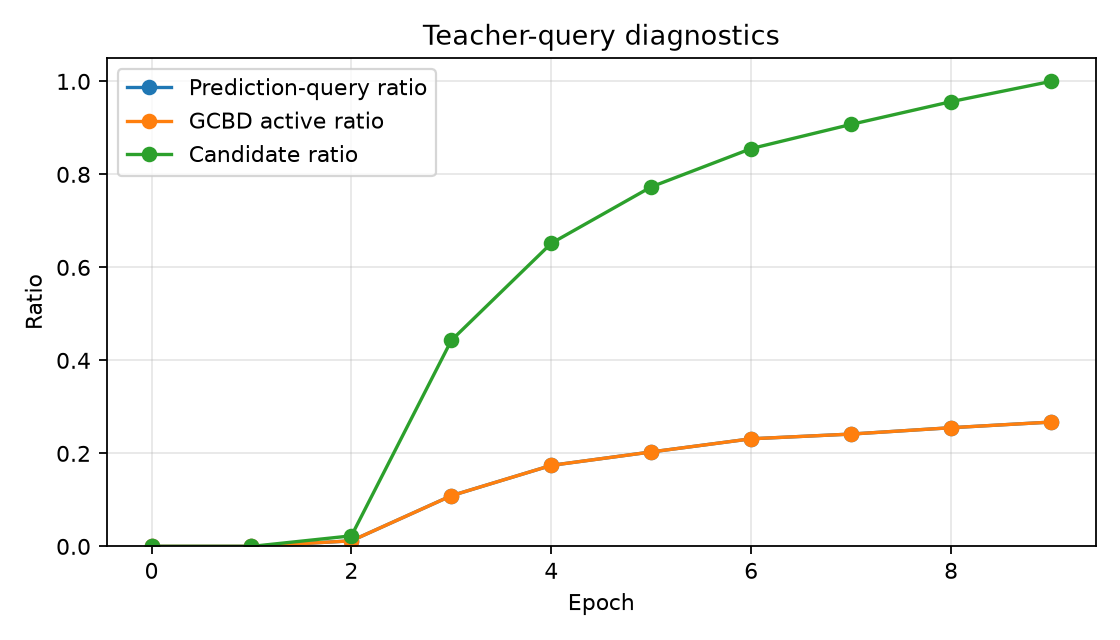 Teacher-query diagnostics
Prediction-query ratio
GCBD active ratio
Candidate ratio
1.0
0.8
0.6
0.4
0.2
0.0
Ratio
0 2 4 6 8
Epoch